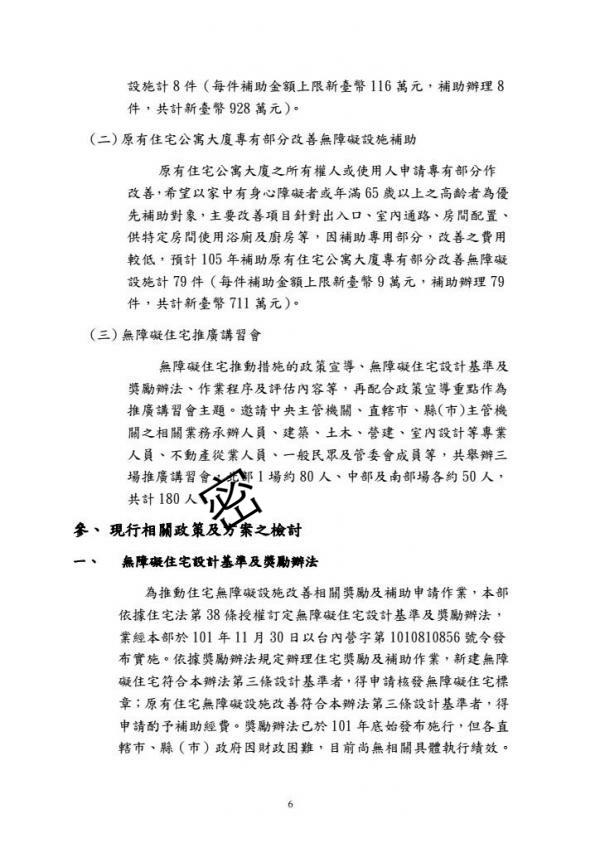 設施計 8 件（每件補助金額上限新臺幣 116 萬元，補助辦理 8
件，共計新臺幣 928 萬元）。
（二）原有住宅公寓大廈專有部分改善無障礙設施補助
原有住宅公寓大廈之所有權人或使用人申請專有部分作
改善，希望以家中有身心障礙者或年滿 65 歲以上之高齡者為優
先補助對象，主要改善項目針對出入口、室內通路、房間配置、
供特定房間使用浴廁及廚房等，因補助專用部分，改善之費用
較低，預計 105 年補助原有住宅公寓大廈專有部分改善無障礙
設施計 79 件（每件補助金額上限新臺幣 9 萬元，補助辦理 79
件，共計新臺幣 711 萬元）。
（三）無障礙住宅推廣講習會
無障礙住宅推動措施的政策宣導、無障礙住宅設計基準及
獎勵辦法、作業程序及評估內容等，再配合政策宣導重點作為
推廣講習會主題。邀請中央主管機關、直轄市、縣(市)主管機
關之相關業務承辦人員、建築、土木、營建、室內設計等專業
人員、不動產從業人員、一般民眾及管委會成員等，共舉辦三
場推廣講習會，北部 1 場約 80 人、中部及南部場各約 50 人，
共計 180 人
密
參、 現行相關政策及方案之檢討
一、 無障礙住宅設計基準及獎勵辦法
為推動住宅無障礙設施改善相關獎勵及補助申請作業，本部
依據住宅法第 38 條授權訂定無障礙住宅設計基準及獎勵辦法，
業經本部於 101 年 11 月 30 日以台內營字第 1010810856 號令發
布實施。依據獎勵辦法規定辦理住宅獎勵及補助作業，新建無障
礙住宅符合本辦法第三條設計基準者，得申請核發無障礙住宅標
章；原有住宅無障礙設施改善符合本辦法第三條設計基準者，得
申請酌予補助經費。獎勵辦法已於 101 年底始發布施行，但各直
轄市、縣（市）政府因財政困難，目前尚無相關具體執行績效。
6